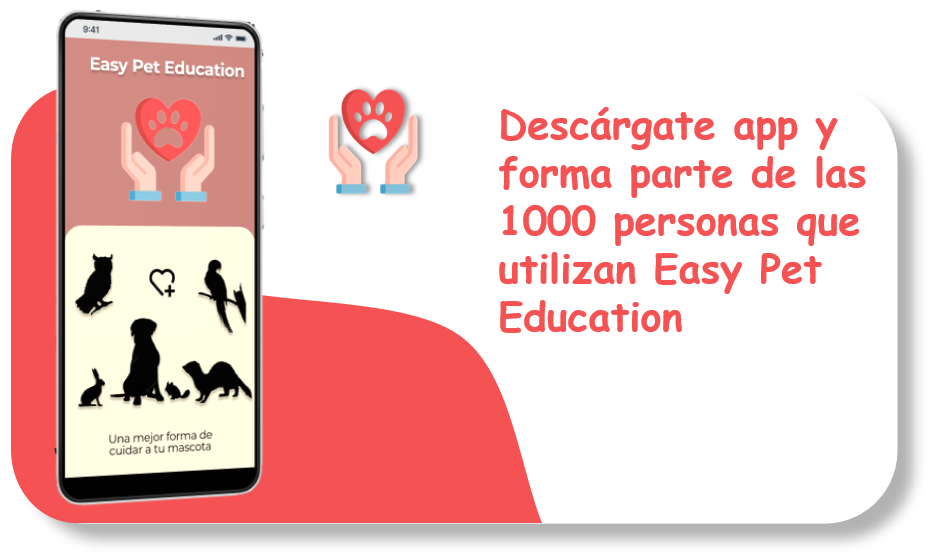 9:41
Easy Pet Education
Una mejor forma de
cuidar a tu mascota
Descárgate app y
forma parte de las
1000 personas que
utilizan Easy Pet
Education